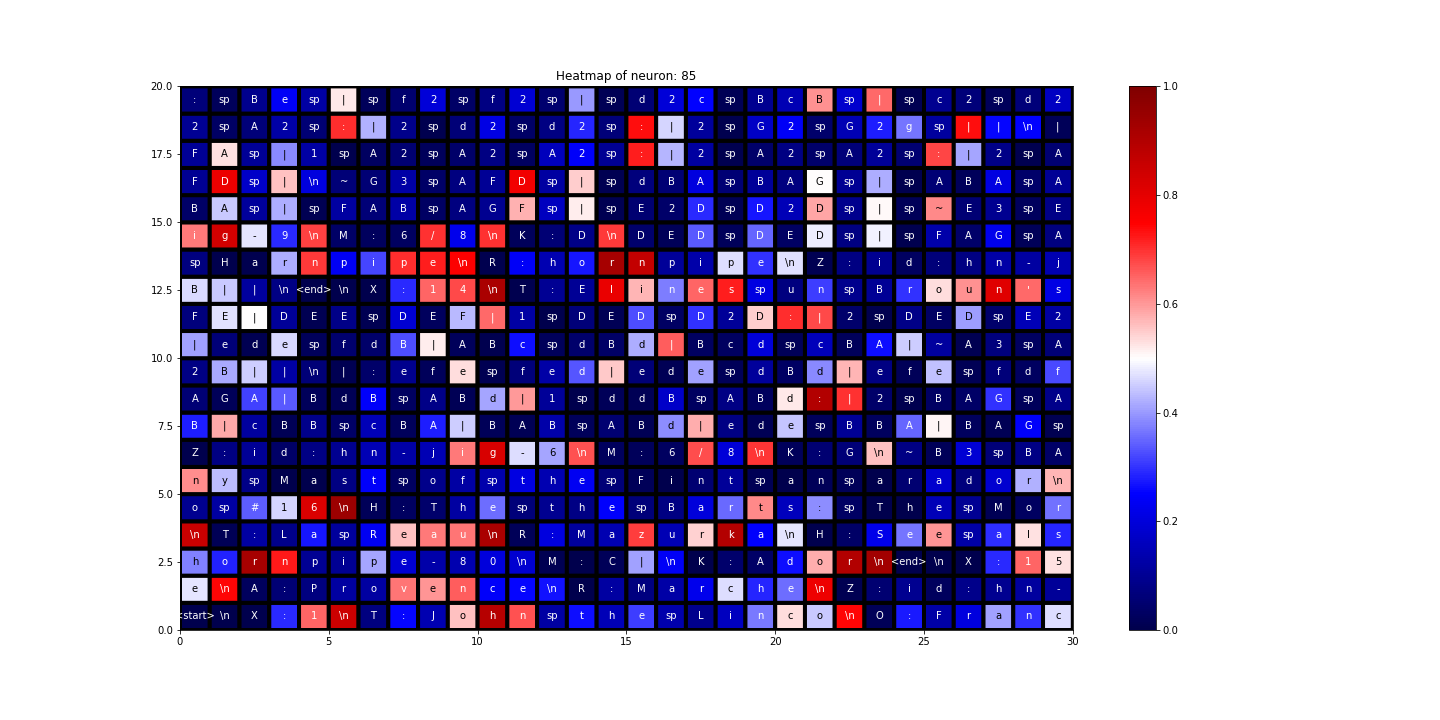 Heatmap of neuron: 85
20.0 : sp B e sp | sp f 2 sp f 2 sp | sp d 2 c sp B c B sp | sp c 2 sp d 2 1.0
2 sp A 2 sp : | 2 sp d 2 sp d 2 sp : | 2 sp G 2 sp G 2 g sp | | \n |
17.5 F A sp | 1 sp A 2 sp A 2 sp A 2 sp : | 2 sp A 2 sp A 2 sp : | 2 sp A
F D sp | \n ~ G 3 sp A F D sp | sp d B A sp B A G sp | sp A B A sp A 0.8
15.0 B A sp | sp F A B sp A G F sp | sp E 2 D sp D 2 D sp | sp ~ E 3 sp E
i g - 9 \n M : 6 / 8 \n K : D \n D E D sp D E D sp | sp F A G sp A
sp H a r n p i p e \n R : h o r n p i p e \n Z : i d : h n - j
12.5 B | | \n <end> \n X : 1 4 \n T : E l i n e s sp u n sp B r o u n ' s 0.6
F E | D E E sp D E F | 1 sp D E D sp D 2 D : | 2 sp D E D sp E 2
10.0 | e d e sp f d B | A B c sp d B d | B c d sp c B A | ~ A 3 sp A
2 B | | \n | : e f e sp f e d | e d e sp d B d | e f e sp f d f 0.4
A G A | B d B sp A B d | 1 sp d d B sp A B d : | 2 sp B A G sp A
7.5 B | c B B sp c B A | B A B sp A B d | e d e sp B B A | B A G sp
Z : i d : h n - j i g - 6 \n M : 6 / 8 \n K : G \n ~ B 3 sp B A
5.0 n y sp M a s t sp o f sp t h e sp F i n t sp a n sp a r a d o r \n
o sp # 1 6 \n H : T h e sp t h e sp B a r t s : sp T h e sp M o r 0.2
\n T : L a sp R e a u \n R : M a z u r k a \n H : S e e sp a l s
2.5 h o r n p i p e - 8 0 \n M : C | \n K : A d o r \n <end> \n X : 1 5
e \n A : P r o v e n c e \n R : M a r c h e \n Z : i d : h n -
0.0 <start> \n X : 1 \n T : J o h n sp t h e sp L i n c o \n O : F r a n c 0.0
0 5 10 15 20 25 30